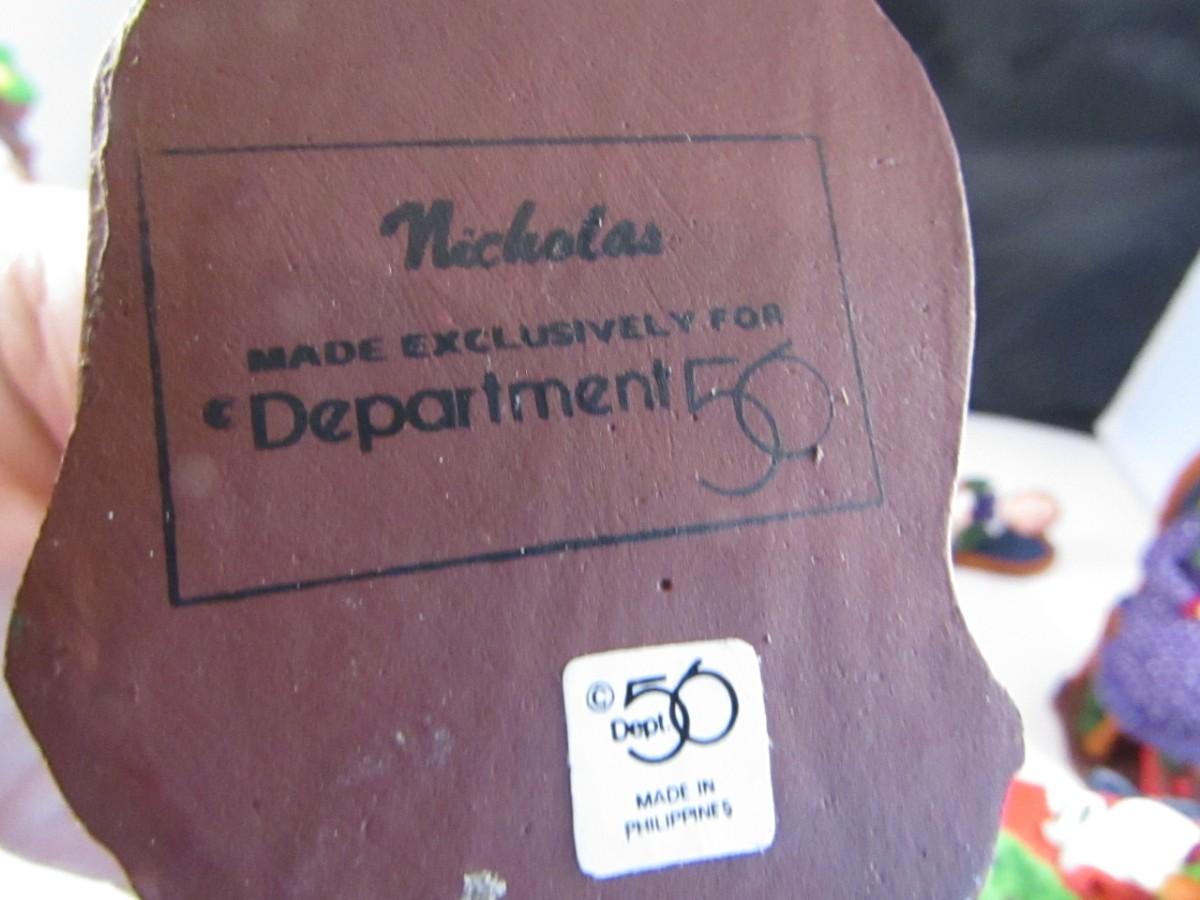 Nicholas
MADE EXCLUSIVELY FOR
© Department 56
© 56
Dept.
MADE IN
PHILIPPINES